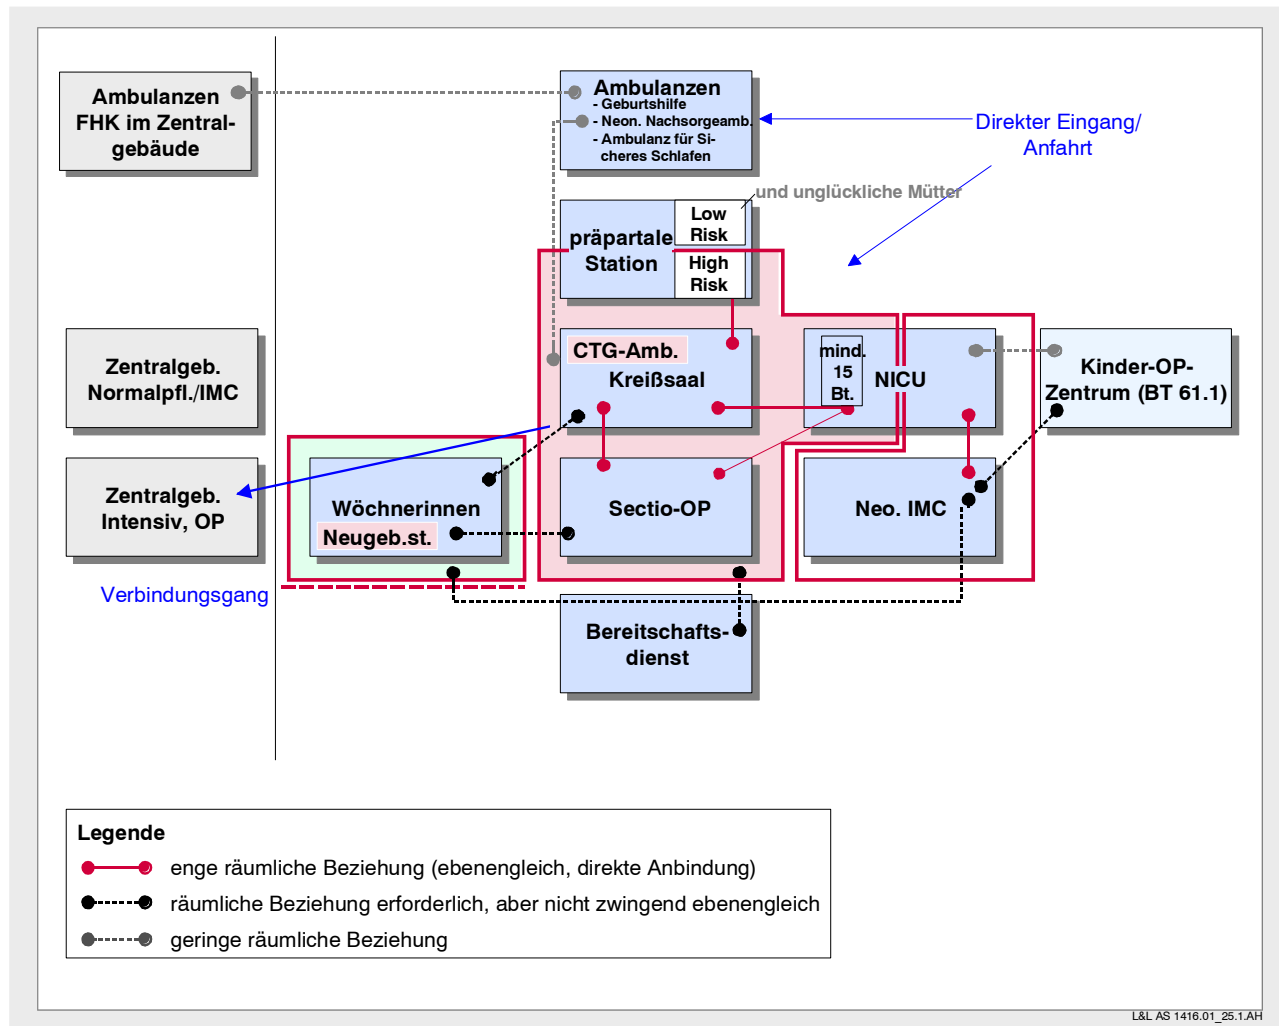 Ambulanzen
FHK im Zentral-
gebäude
Ambulanzen
- Geburtshilfe
- Neon. Nachsorgeamb.
- Ambulanz für Si-
cheres Schlafen
Direkter Eingang/
Anfahrt
und unglückliche Mütter
präpartale
Station
Low
Risk
High
Risk
Zentralgeb.
Normalpfl./IMC
CTG-Amb.
Kreißsaal
mind.
15
Bt.
NICU
Kinder-OP-
Zentrum (BT 61.1)
Zentralgeb.
Intensiv, OP
Wöchnerinnen
Neugeb.st.
Sectio-OP
Neo. IMC
Verbindungsgang
Bereitschafts-
dienst
Legende
enge räumliche Beziehung (ebenengleich, direkte Anbindung)
räumliche Beziehung erforderlich, aber nicht zwingend ebenengleich
geringe räumliche Beziehung
L&L AS 1416.01_25.1.AH